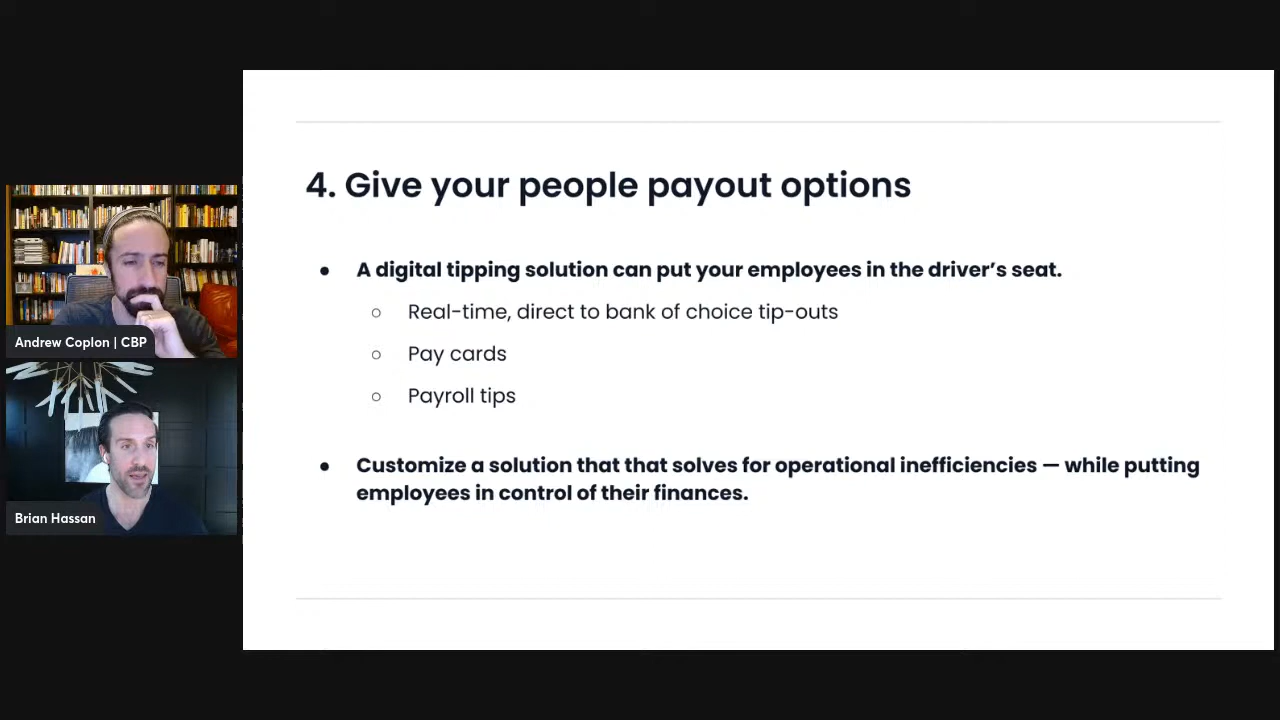 4. Give your people payout options
● A digital tipping solution can put your employees in the driver’s seat.
○ Real-time, direct to bank of choice tip-outs
○ Pay cards
○ Payroll tips
● Customize a solution that that solves for operational inefficiencies — while putting
employees in control of their finances.
Andrew Coplon | CBP
Brian Hassan